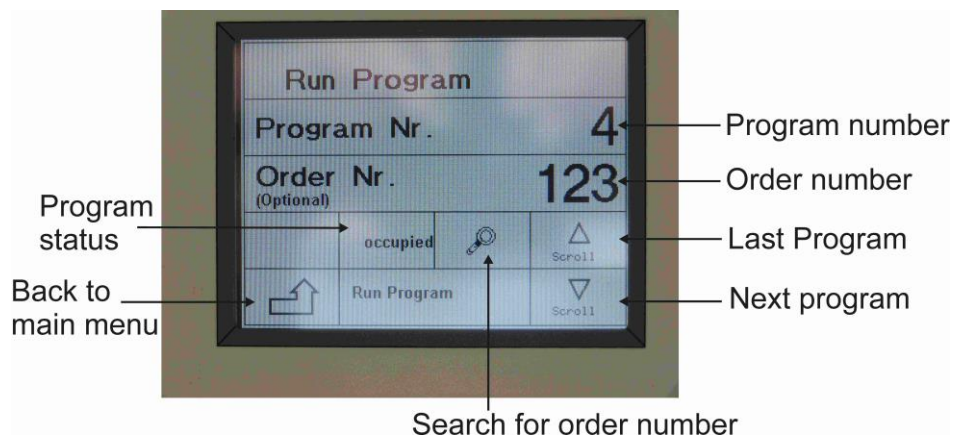 Run Program
Program Nr. 4
Program number
Order Nr. 123
(Optional)
Order number
Program
status
occupied
Scroll
Last Program
Back to
main menu
Run Program
Scroll
Next program
Search for order number